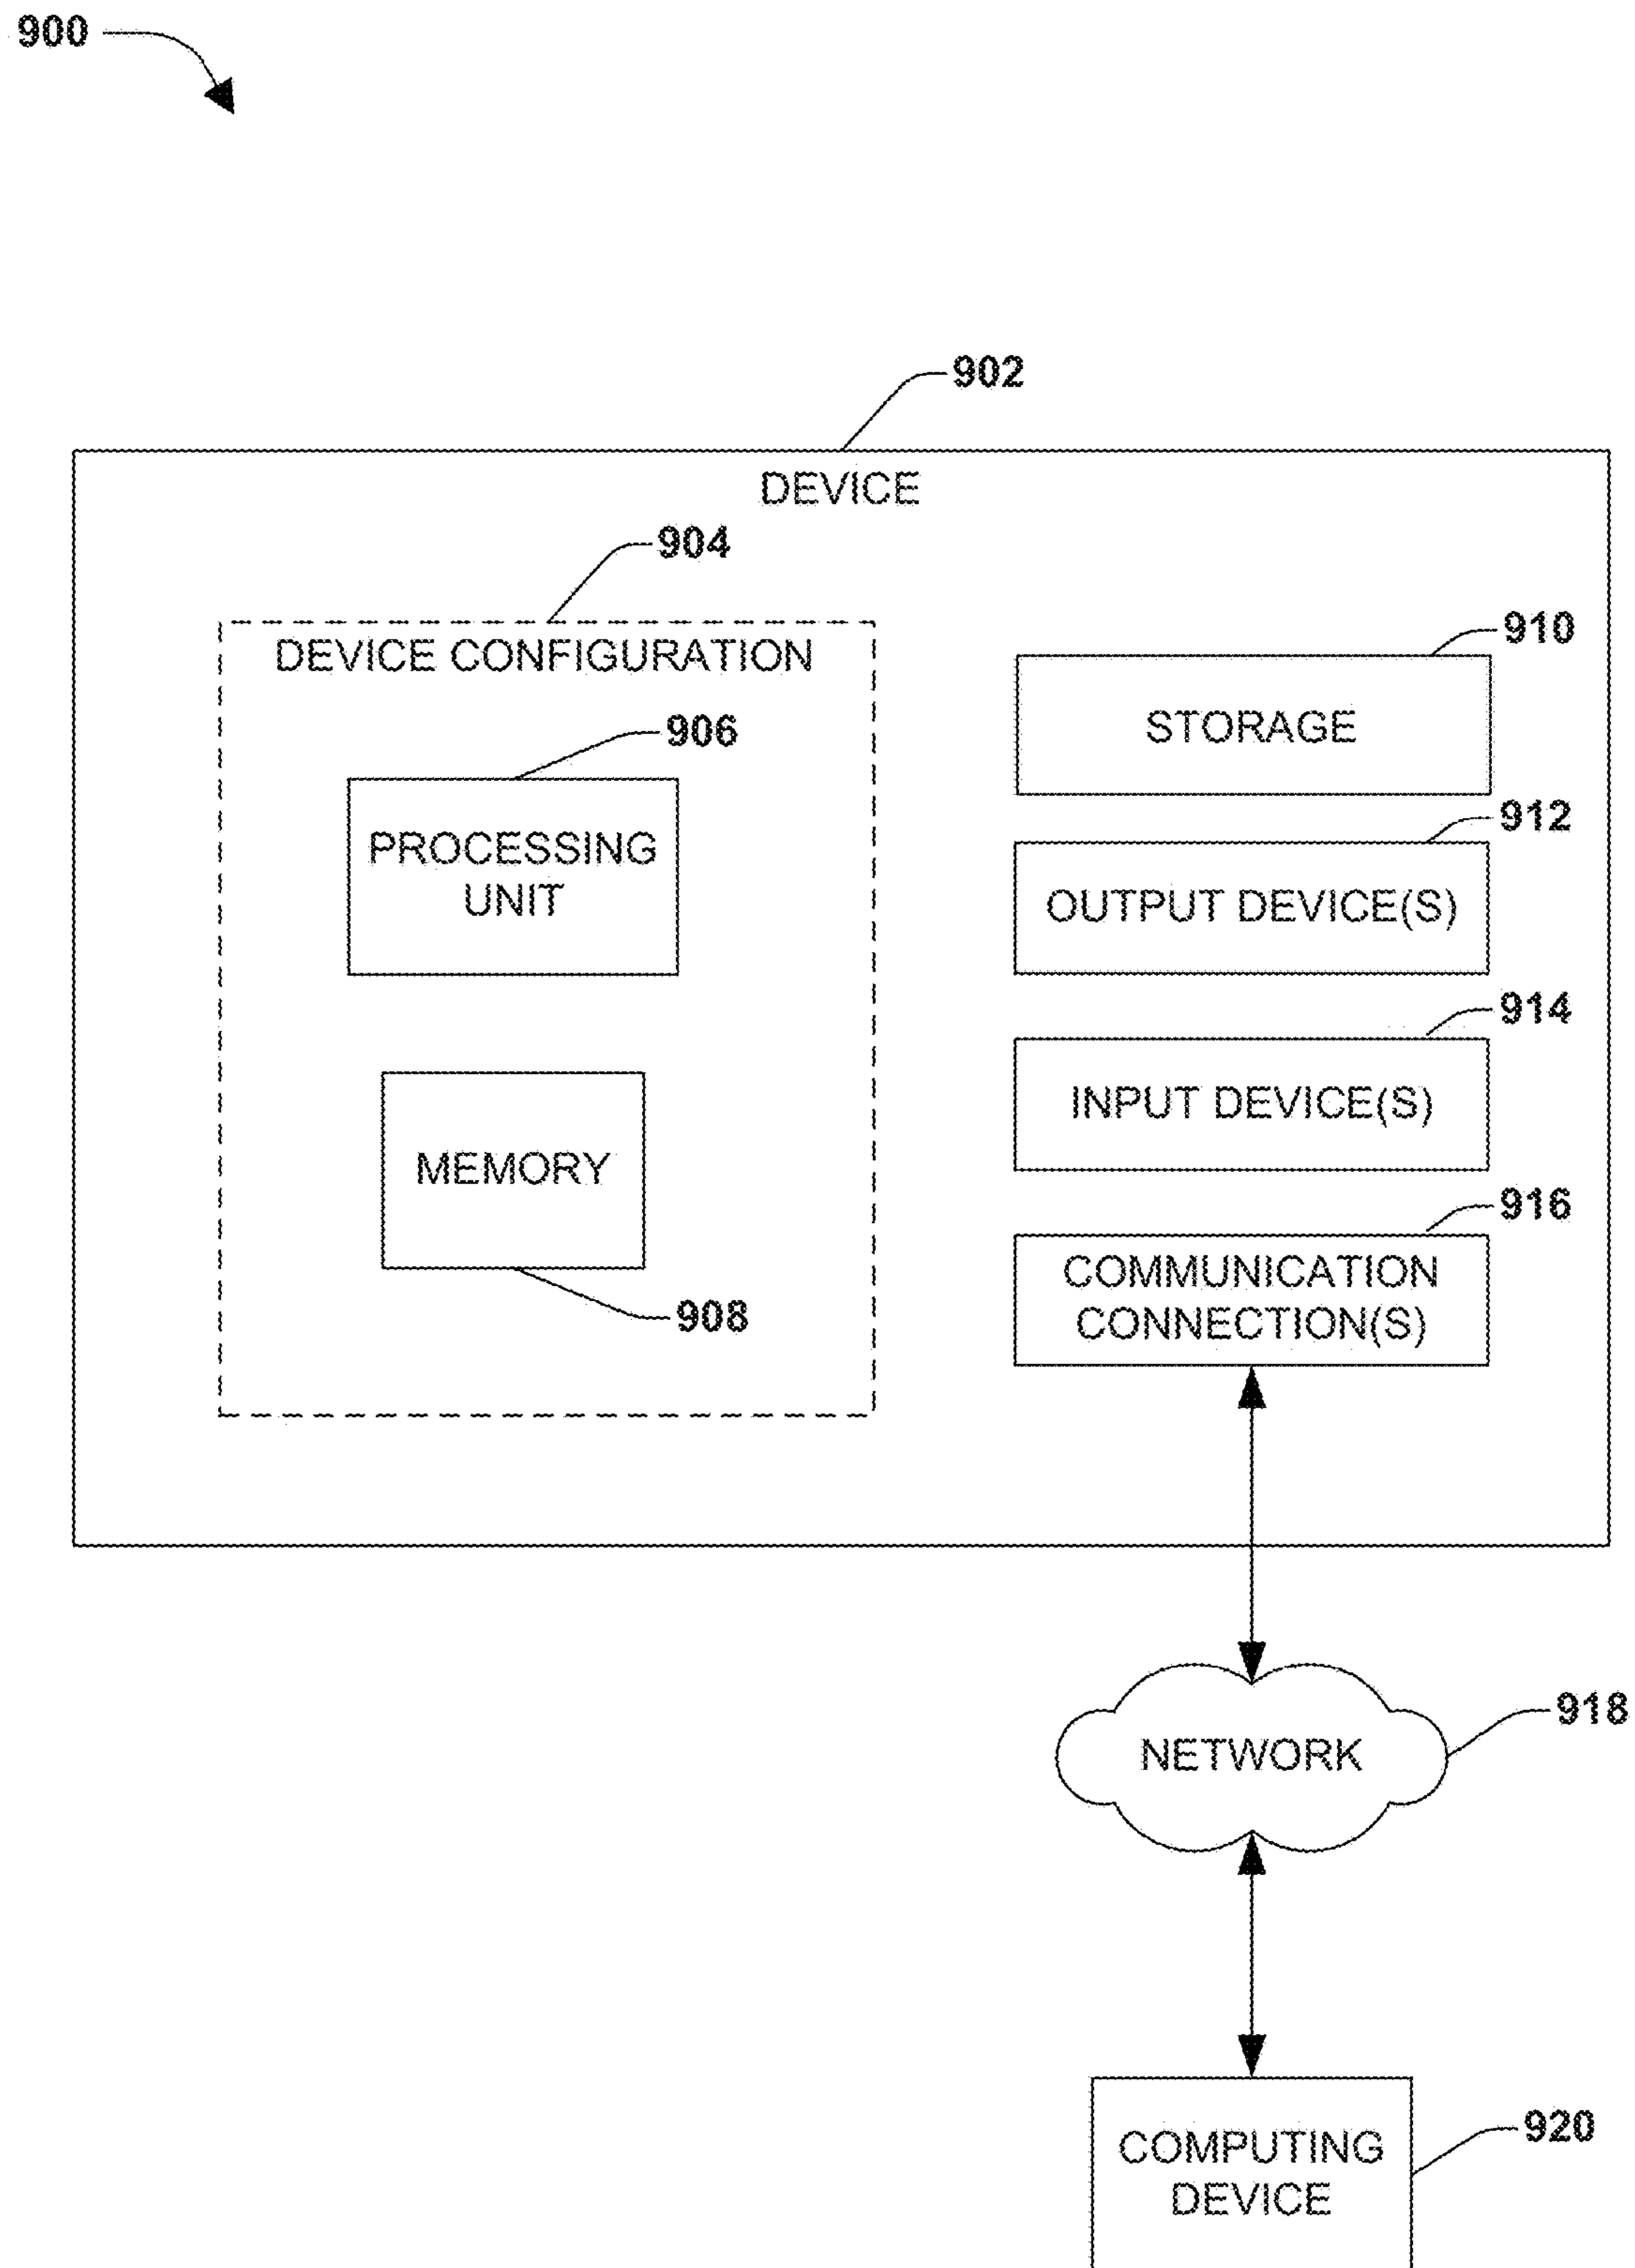 900
902
DEVICE
904
DEVICE CONFIGURATION
906
PROCESSING
UNIT
MEMORY
908
910
STORAGE
912
OUTPUT DEVICE(S)
914
INPUT DEVICE(S)
916
COMMUNICATION
CONNECTION(S)
918
NETWORK
920
COMPUTING
DEVICE